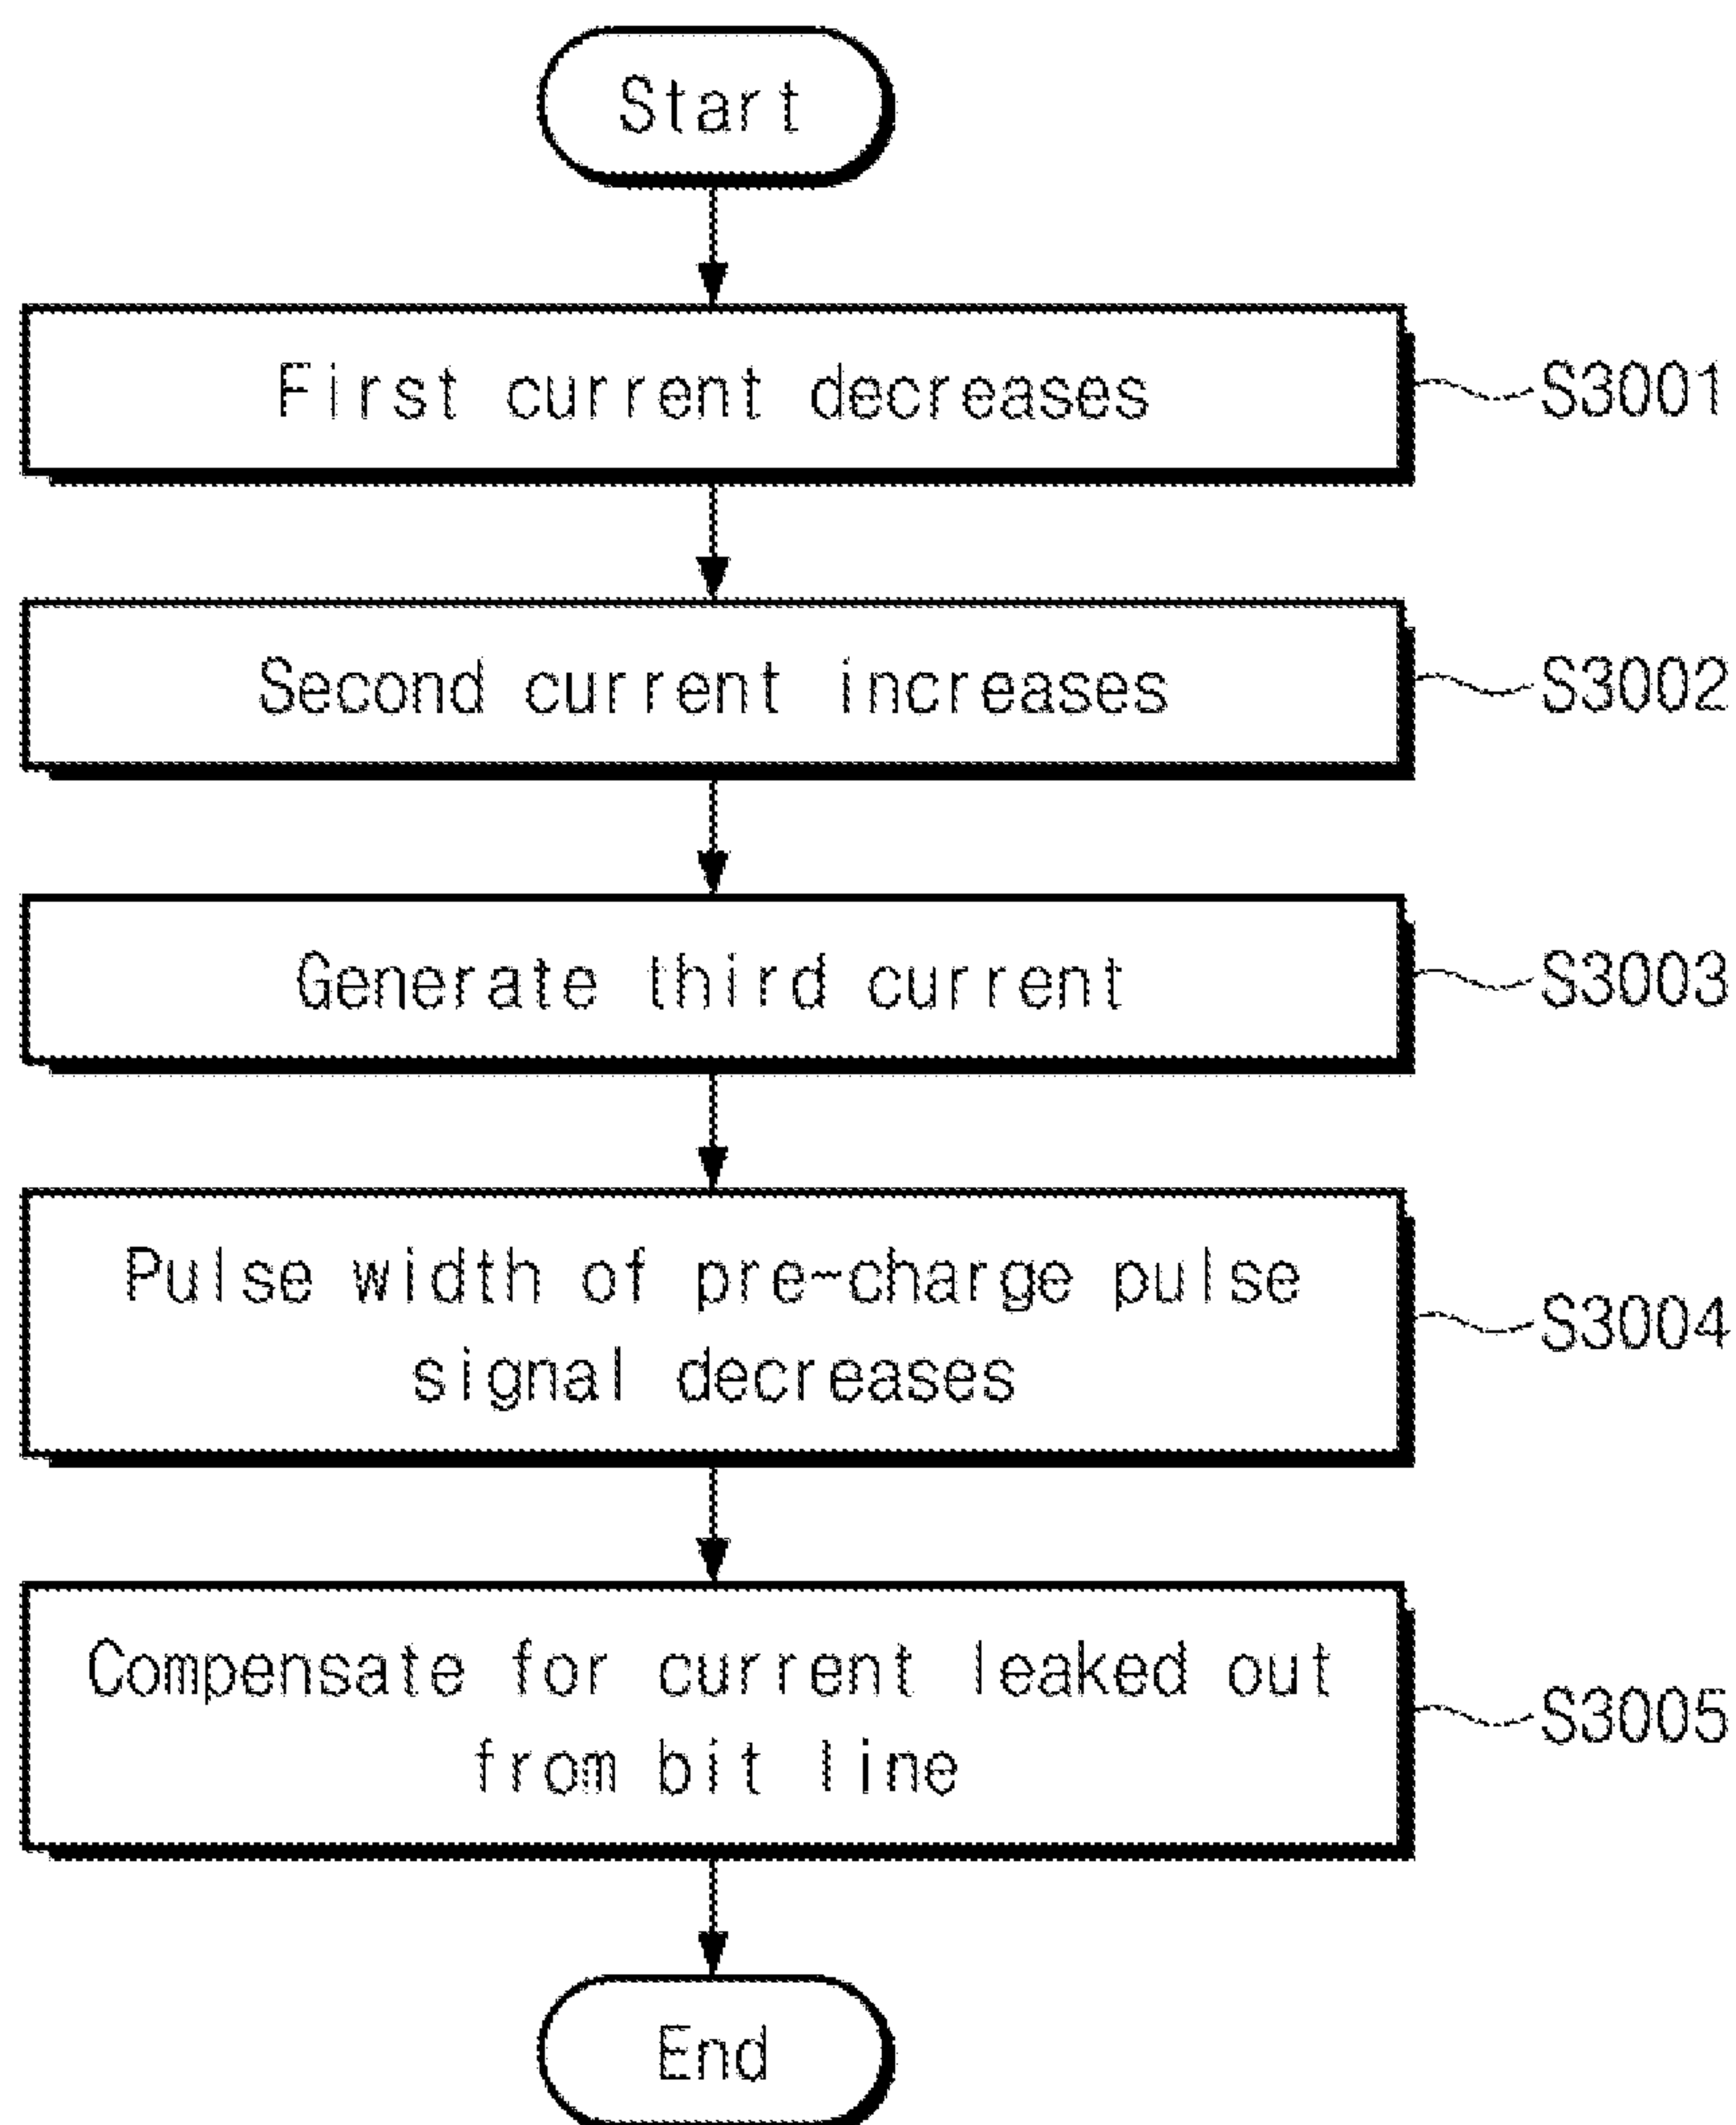 Start
First current decreases
S3001
Second current increases
S3002
Generate third current
S3003
Pulse width of pre-charge pulse
signal decreases
S3004
Compensate for current leaked out
from bit line
S3005
End